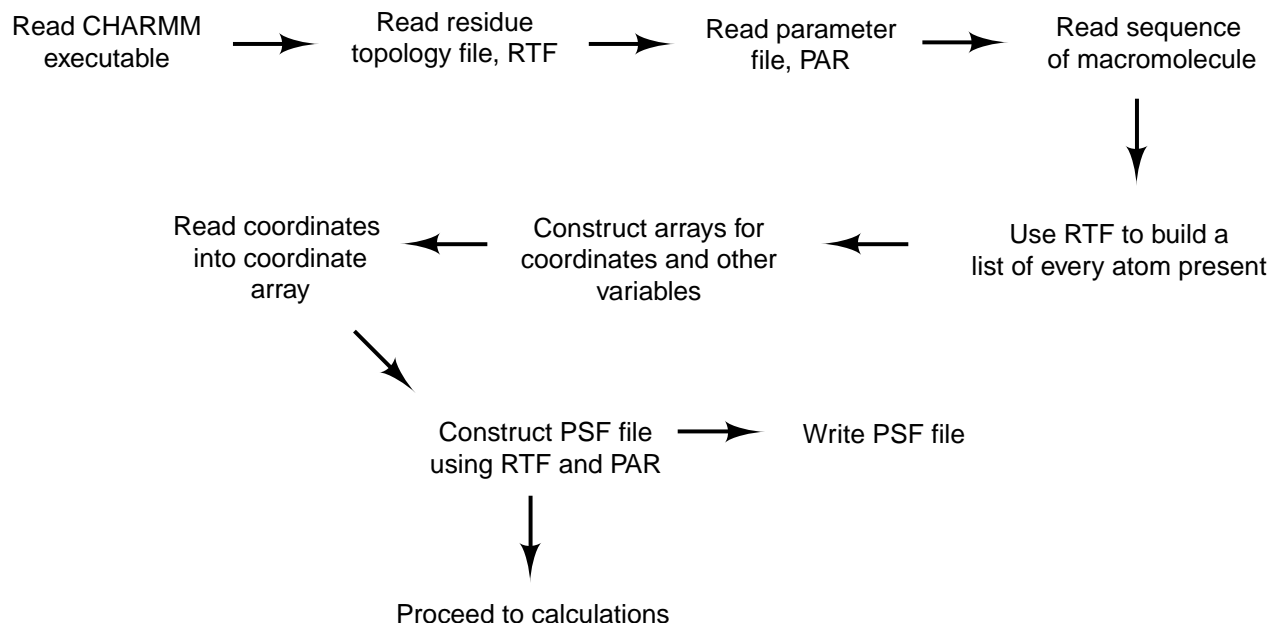 Read CHARMM
executable
Read residue
topology file, RTF
Read parameter
file, PAR
Read sequence
of macromolecule
Use RTF to build a
list of every atom present
Construct arrays for
coordinates and other
variables
Read coordinates
into coordinate
array
Construct PSF file
using RTF and PAR
Write PSF file
Proceed to calculations